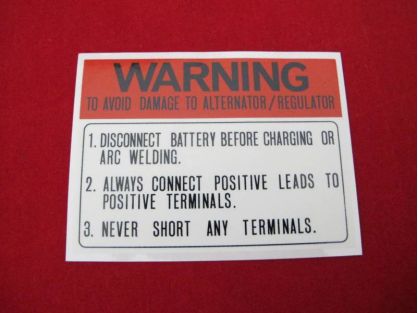 WARNING
TO AVOID DAMAGE TO ALTERNATOR/REGULATOR
1. DISCONNECT BATTERY BEFORE CHARGING OR
ARC WELDING.
2. ALWAYS CONNECT POSITIVE LEADS TO
POSITIVE TERMINALS.
3. NEVER SHORT ANY TERMINALS.